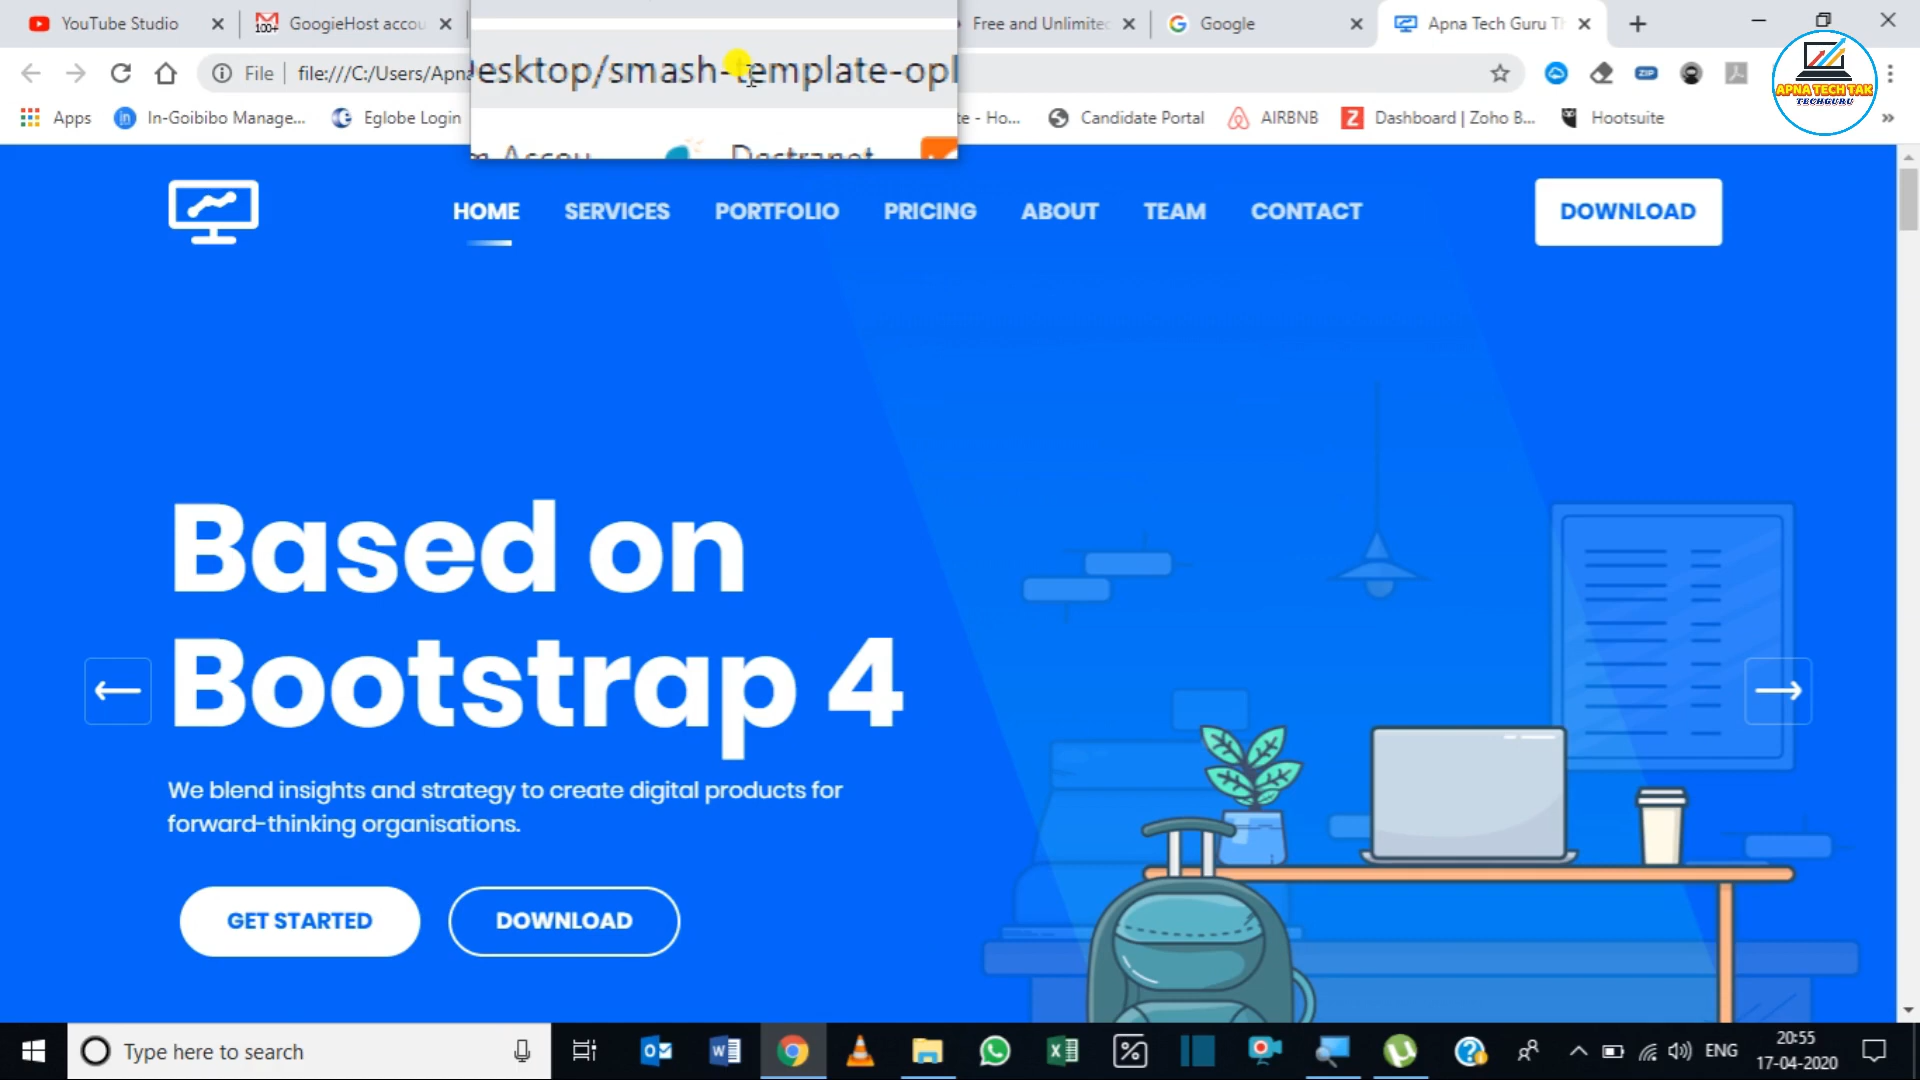 YouTube Studio
GoogieHost accou
Free and Unlimited
Google
Apna Tech Guru Th
File
file:///C:/Users/Apna
esktop/smash-template-opl
APNA TECH TAK
TECHGURU
Apps
In-Goibibo Manage...
Eglobe Login
Accou
Dostranet
te - Ho...
Candidate Portal
AIRBNB
Dashboard | Zoho B...
Hootsuite
»
HOME
SERVICES
PORTFOLIO
PRICING
ABOUT
TEAM
CONTACT
DOWNLOAD
Based on
Bootstrap 4
We blend insights and strategy to create digital products for
forward-thinking organisations.
GET STARTED
DOWNLOAD
Type here to search
ENG
20:55
17-04-2020